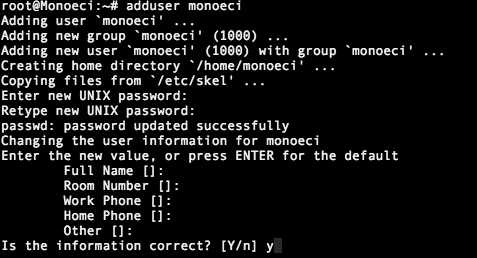 root@Monoeci:~# adduser monoeci
Adding user `monoeci' ...
Adding new group `monoeci' (1000) ...
Adding new user `monoeci' (1000) with group `monoeci' ...
Creating home directory `/home/monoeci' ...
Copying files from `/etc/skel' ...
Enter new UNIX password:
Retype new UNIX password:
passwd: password updated successfully
Changing the user information for monoeci
Enter the new value, or press ENTER for the default
Full Name []:
Room Number []:
Work Phone []:
Home Phone []:
Other []:
Is the information correct? [Y/n] y